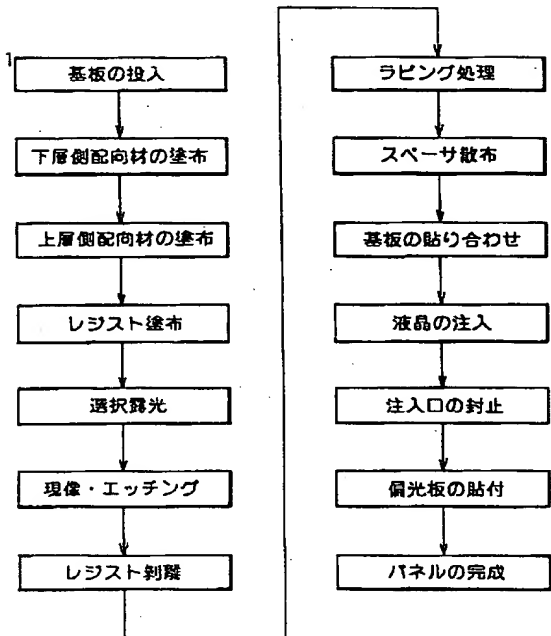 1
基板の投入
下層側配向材の塗布
上層側配向材の塗布
レジスト塗布
選択露光
現像・エッチング
レジスト剥離
ラビング処理
スペーサ散布
基板の貼り合わせ
液晶の注入
注入口の封止
偏光板の貼付
パネルの完成